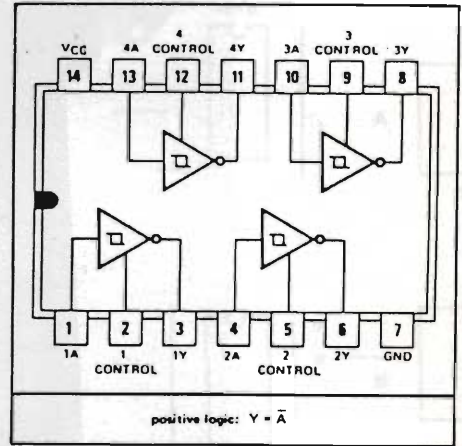 4 3
VCC 4A CONTROL 4Y 3A CONTROL 3Y
14 13 12 11 10 9 8
1 2 3 4 5 6 7
1A 1 1Y 2A 2 2Y GND
CONTROL CONTROL
positive logic: Y = A̅